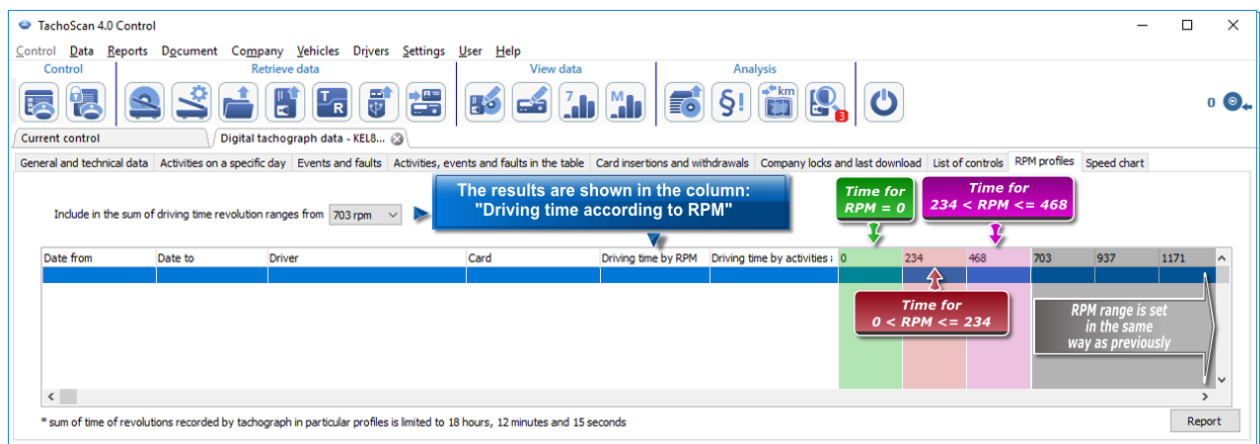 TachoScan 4.0 Control
Control Data Reports Document Company Vehicles Drivers Settings User Help
Control Retrieve data View data Analysis
T R 7 M §! km 3 0
Current control Digital tachograph data - KEL8...
General and technical data Activities on a specific day Events and faults Activities, events and faults in the table Card insertions and withdrawals Company locks and last download List of controls RPM profiles Speed chart
The results are shown in the column:
"Driving time according to RPM"
Time for
RPM = 0
Time for
234 < RPM <= 468
Include in the sum of driving time revolution ranges from 703 rpm
Date from Date to Driver Card Driving time by RPM Driving time by activities 0 234 468 703 937 1171
Time for
0 < RPM <= 234
RPM range is set
in the same
way as previously
* sum of time of revolutions recorded by tachograph in particular profiles is limited to 18 hours, 12 minutes and 15 seconds
Report